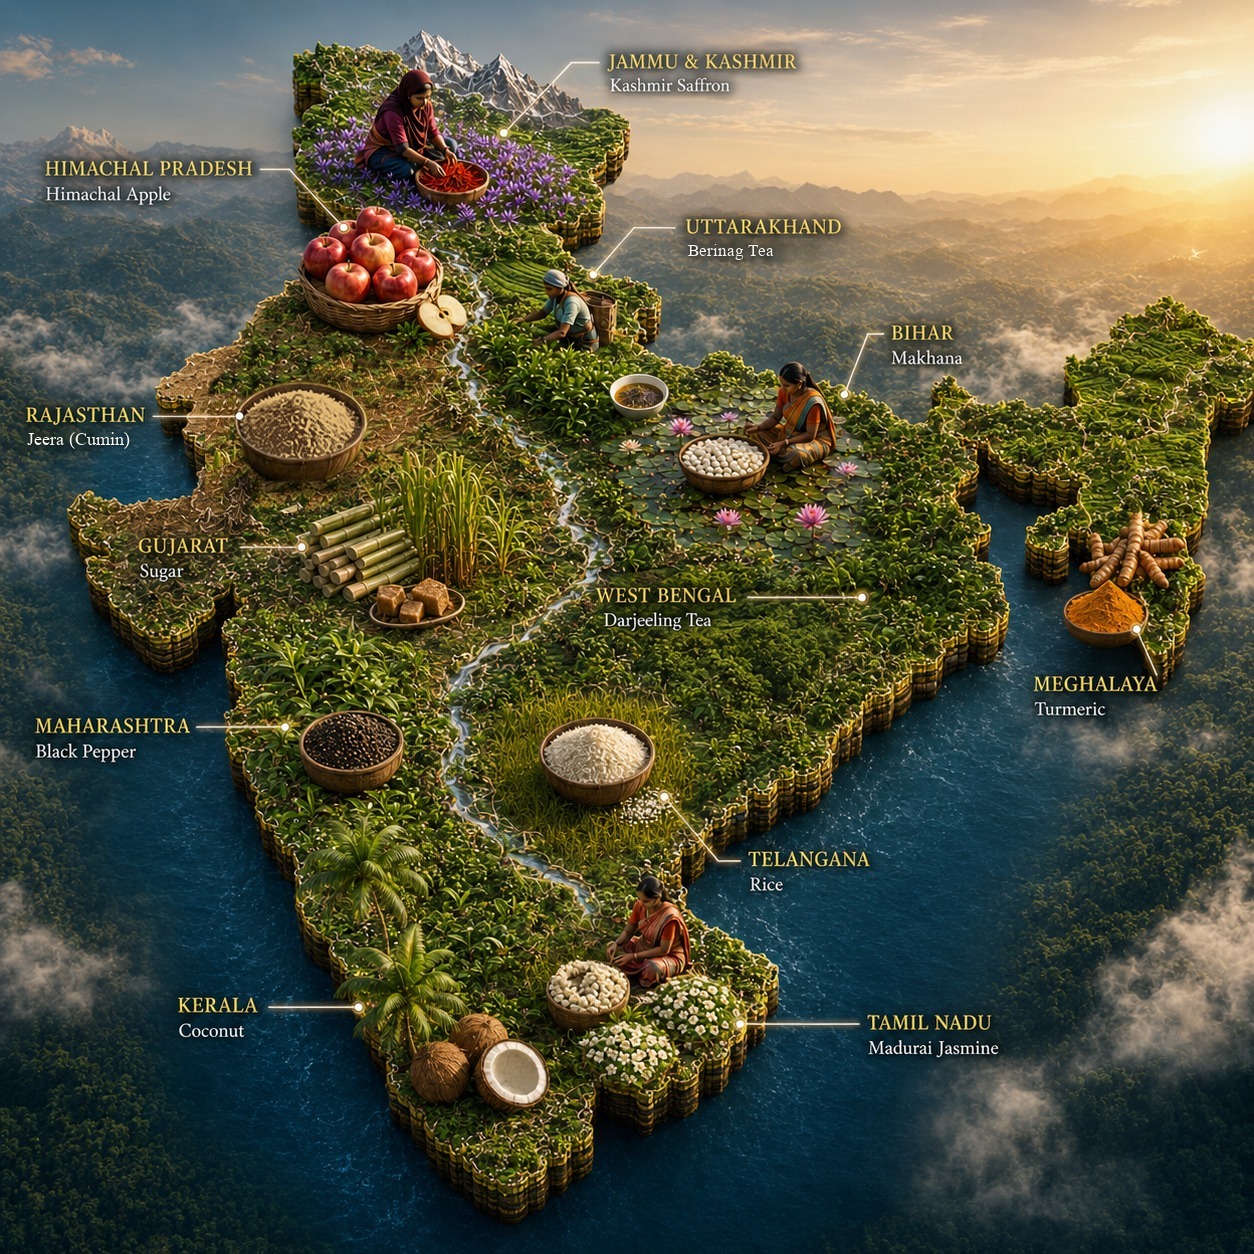 JAMMU & KASHMIR
Kashmir Saffron
HIMACHAL PRADESH
Himachal Apple
UTTARAKHAND
Berinag Tea
BIHAR
Makhana
RAJASTHAN
Jeera (Cumin)
GUJARAT
Sugar
WEST BENGAL
Darjeeling Tea
MEGHALAYA
Turmeric
MAHARASHTRA
Black Pepper
TELANGANA
Rice
KERALA
Coconut
TAMIL NADU
Madurai Jasmine